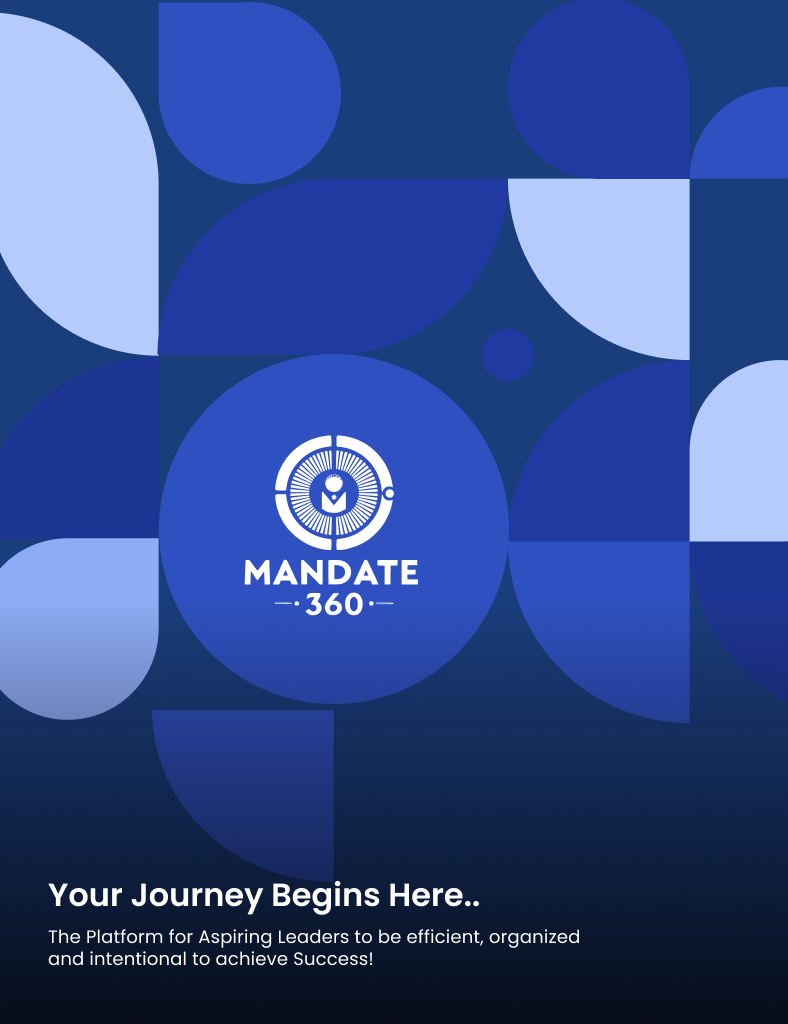 MANDATE
360
Your Journey Begins Here..
The Platform for Aspiring Leaders to be efficient, organized
and intentional to achieve Success!